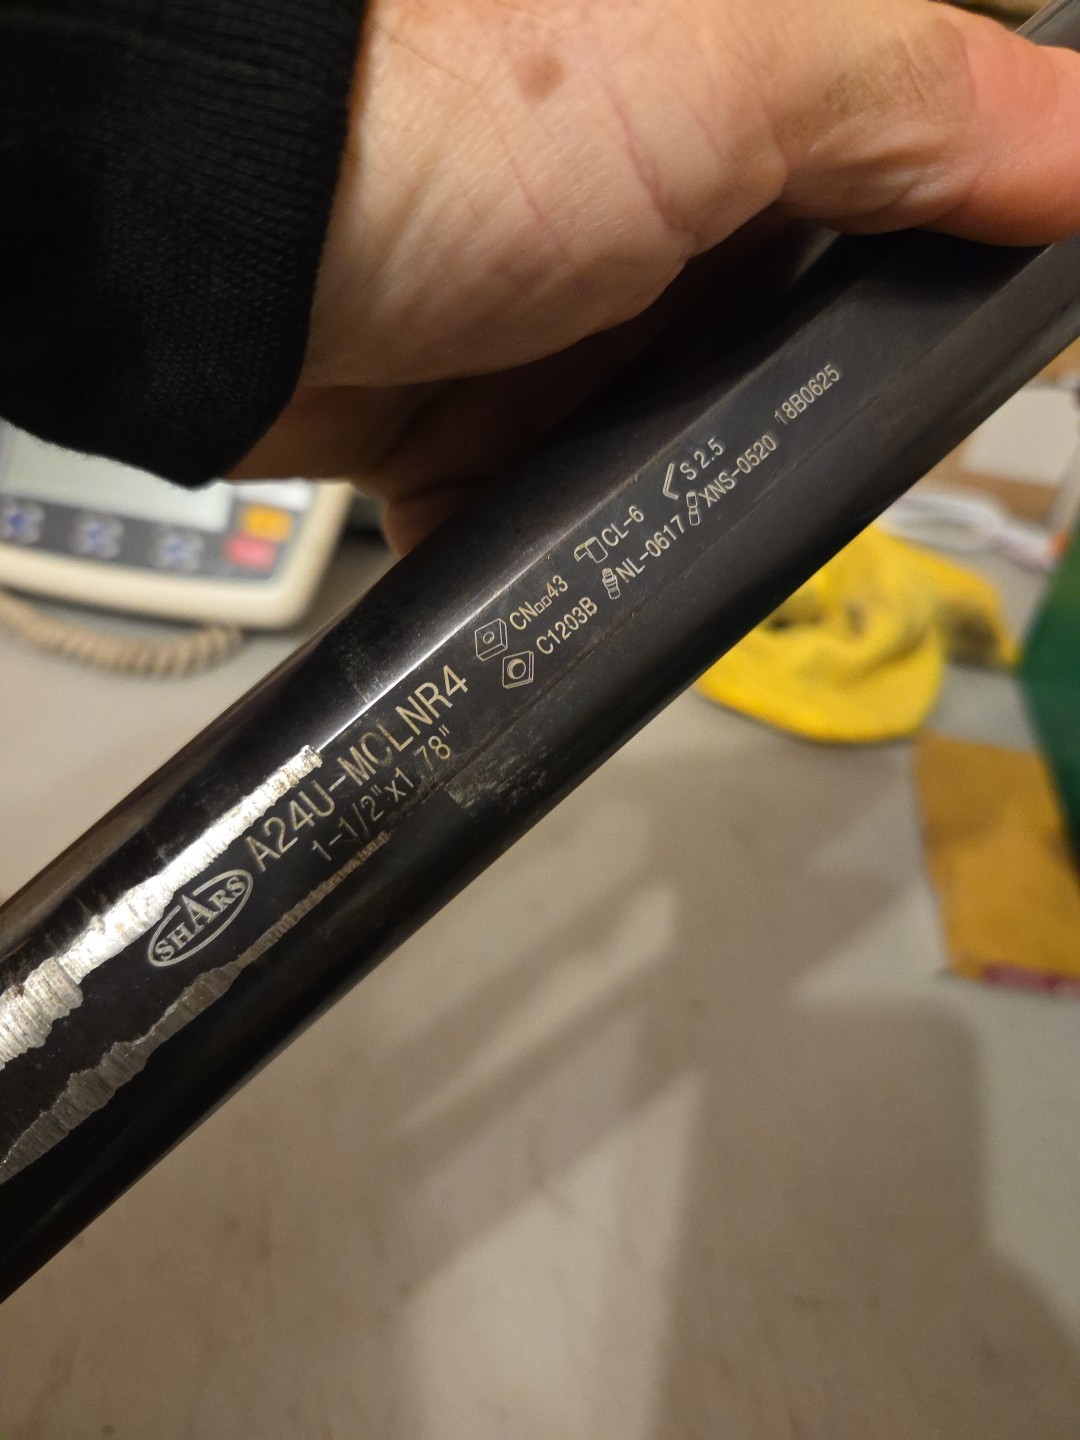 SHARS
A24U-MCLNR4
1-1/2"x1.78"
CN□□43 CL-6 S 2.5
C1203B NL-0617 XNS-0520 18B0625